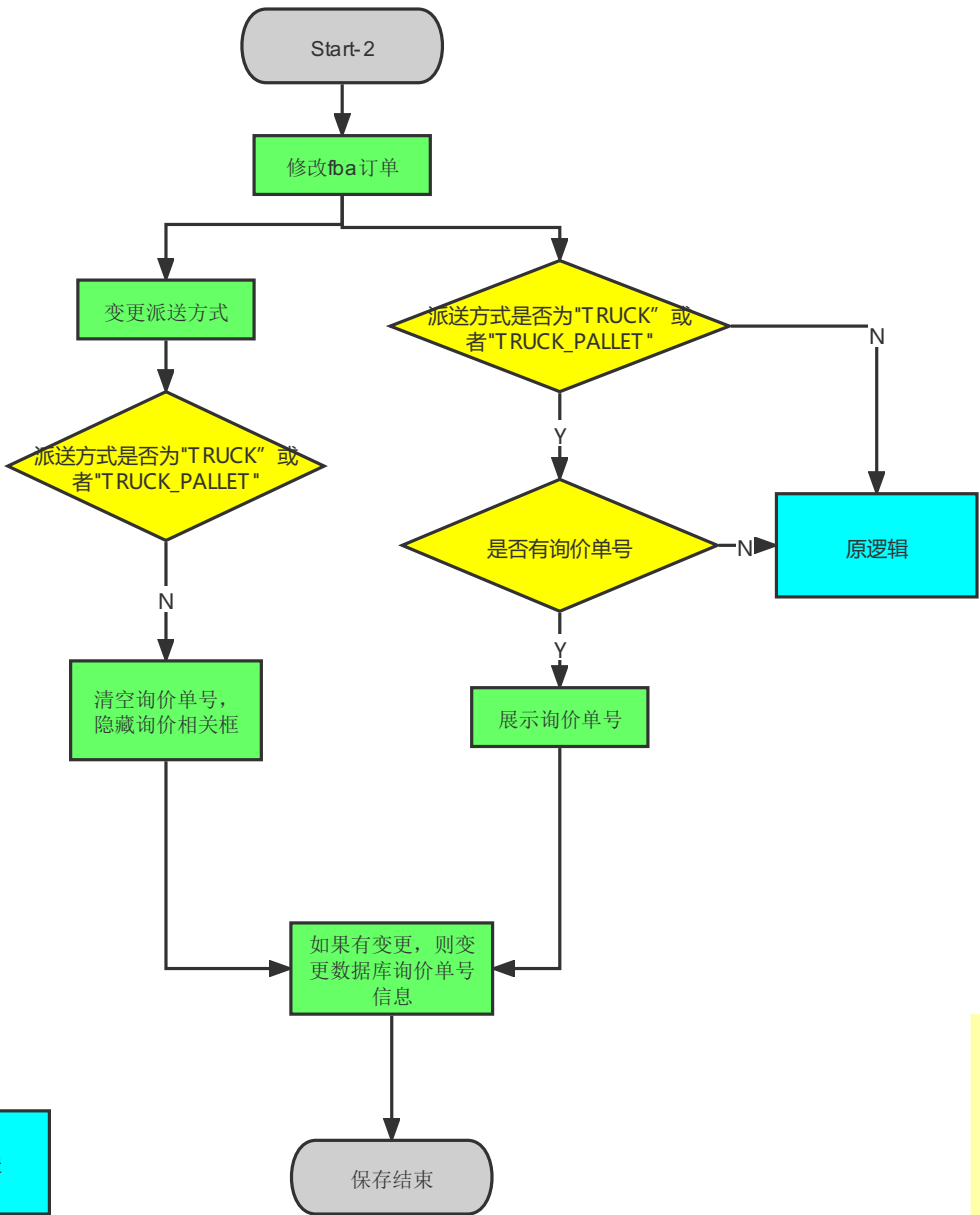 Start-2
修改fba订单
变更派送方式
派送方式是否为"TRUCK”或
者"TRUCK_PALLET"
N
派送方式是否为"TRUCK”或
者"TRUCK_PALLET"
Y
是否有询价单号
N
原逻辑
N
Y
清空询价单号，
隐藏询价相关框
展示询价单号
如果有变更，则变
更数据库询价单号
信息
保存结束